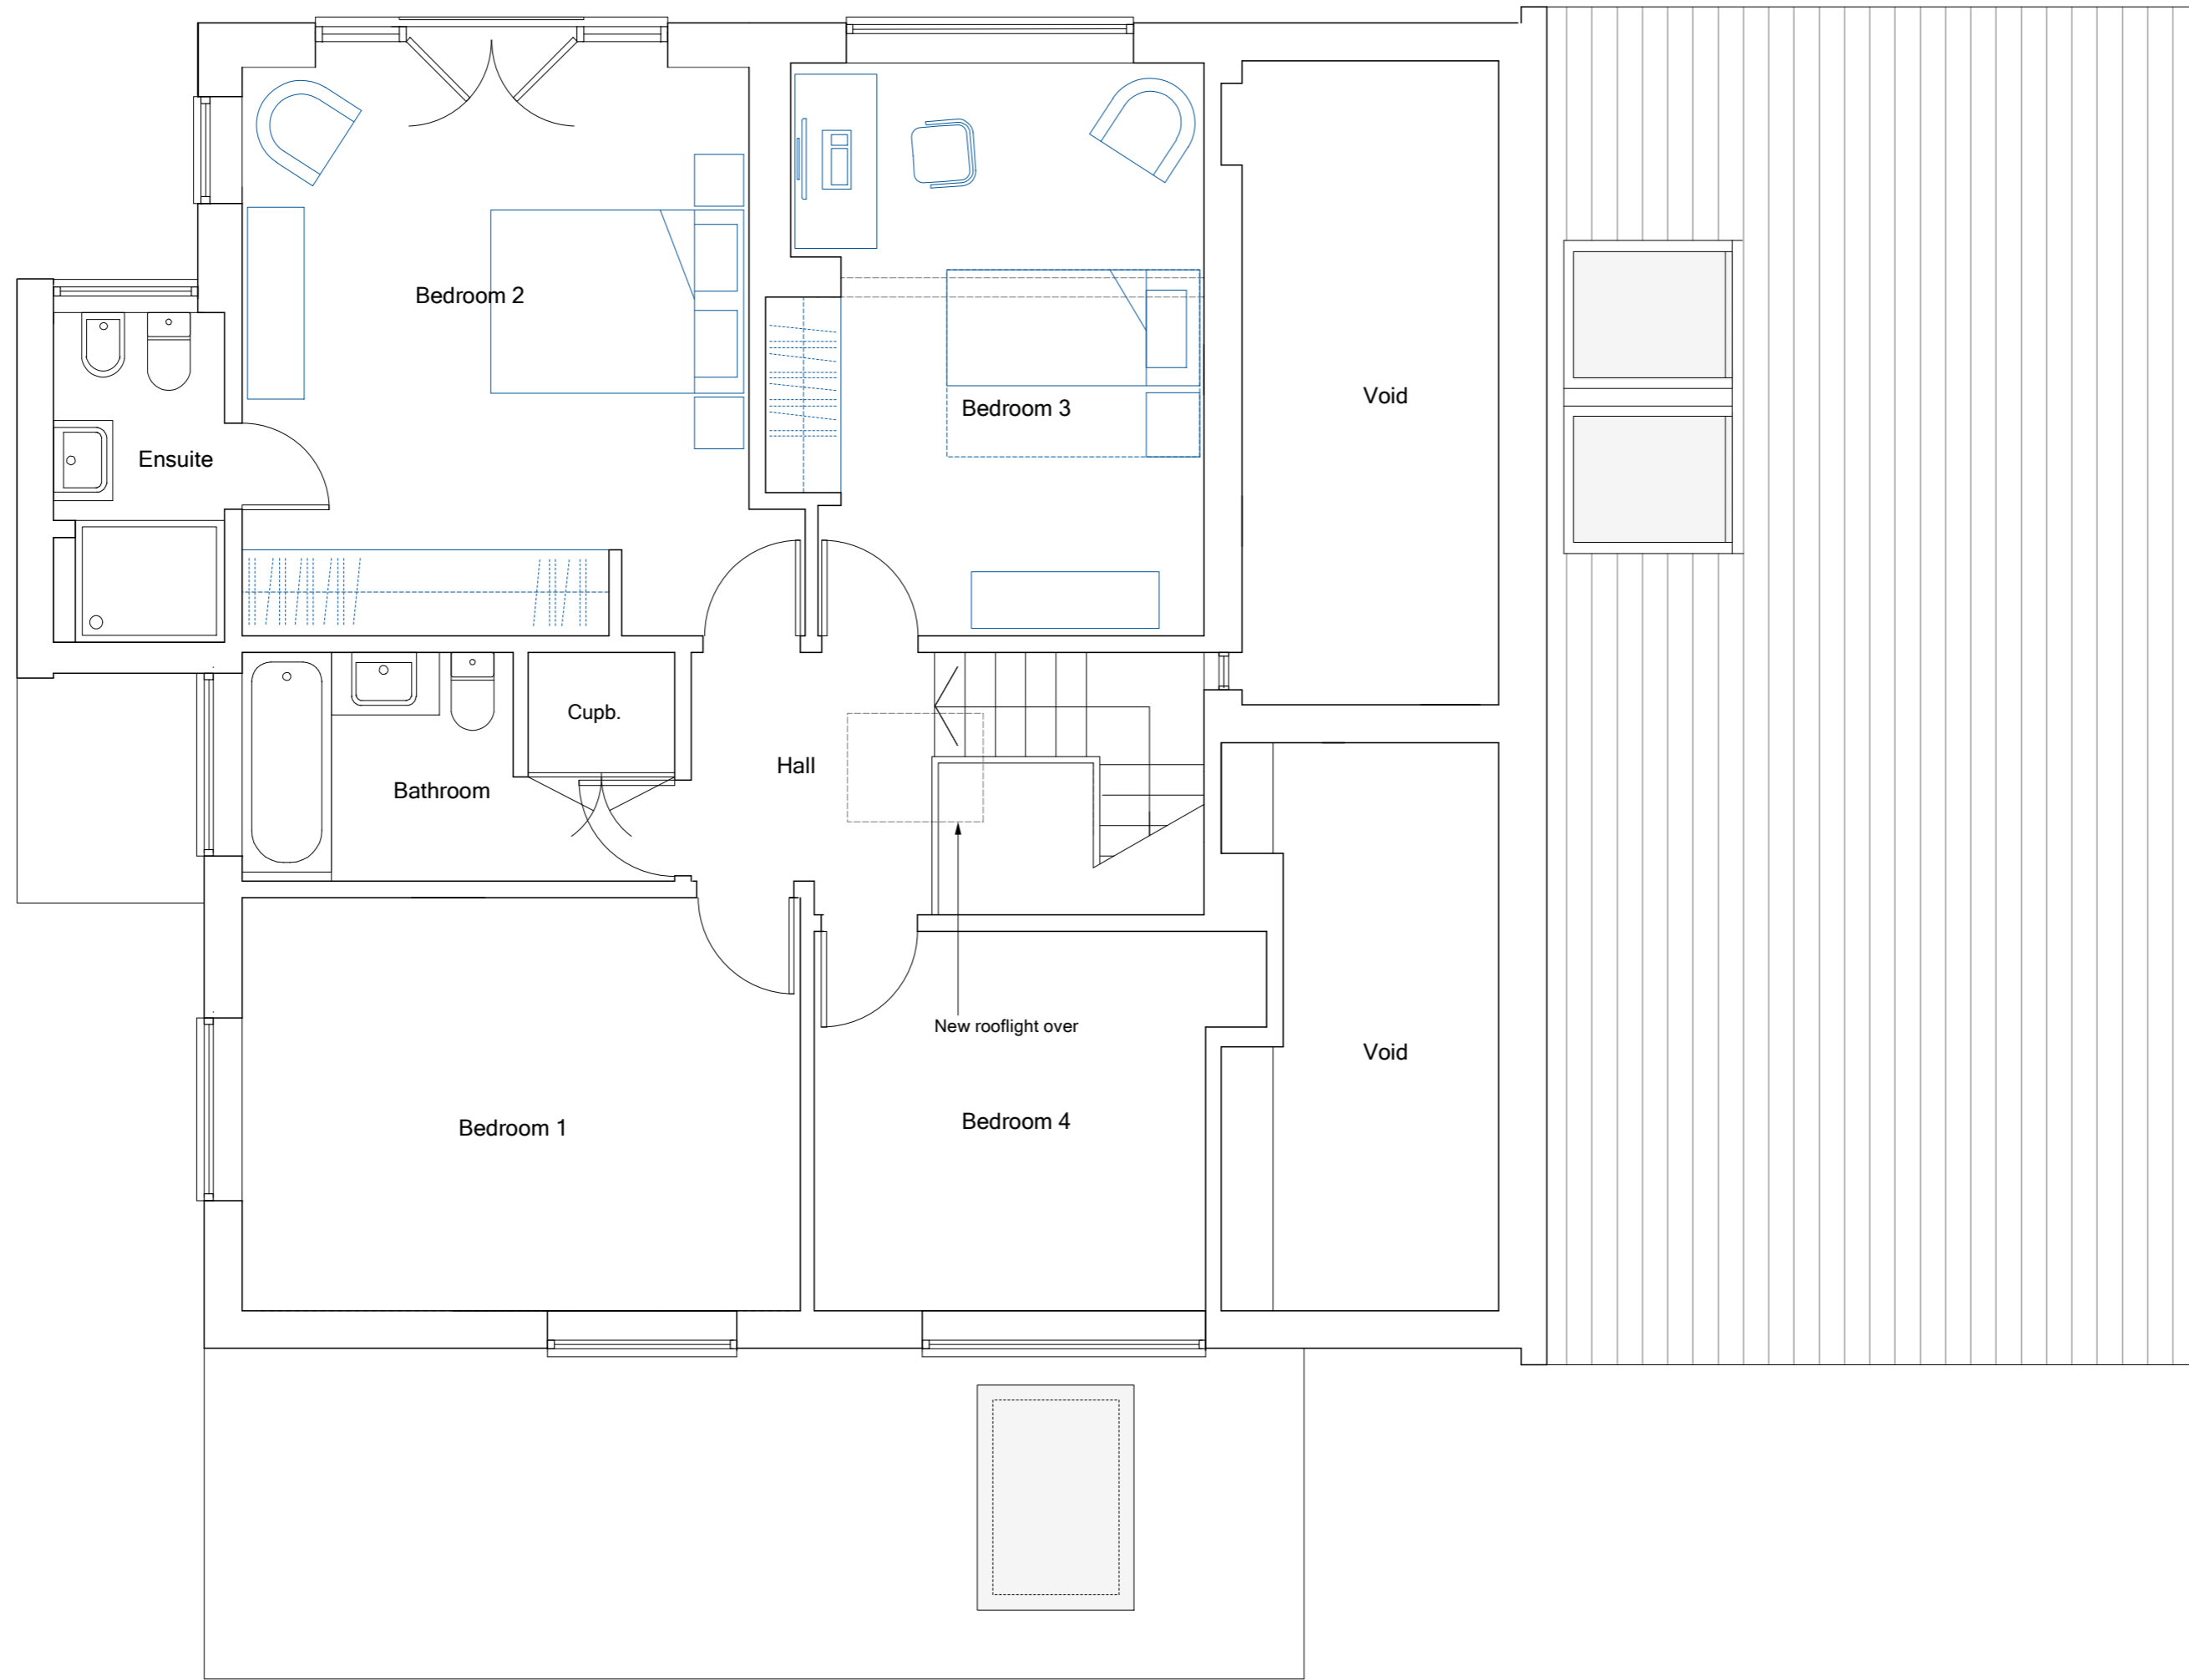 Bedroom 2
Void
Bedroom 3
Ensuite
Cupb.
Hall
Bathroom
New rooflight over
Void
Bedroom 4
Bedroom 1